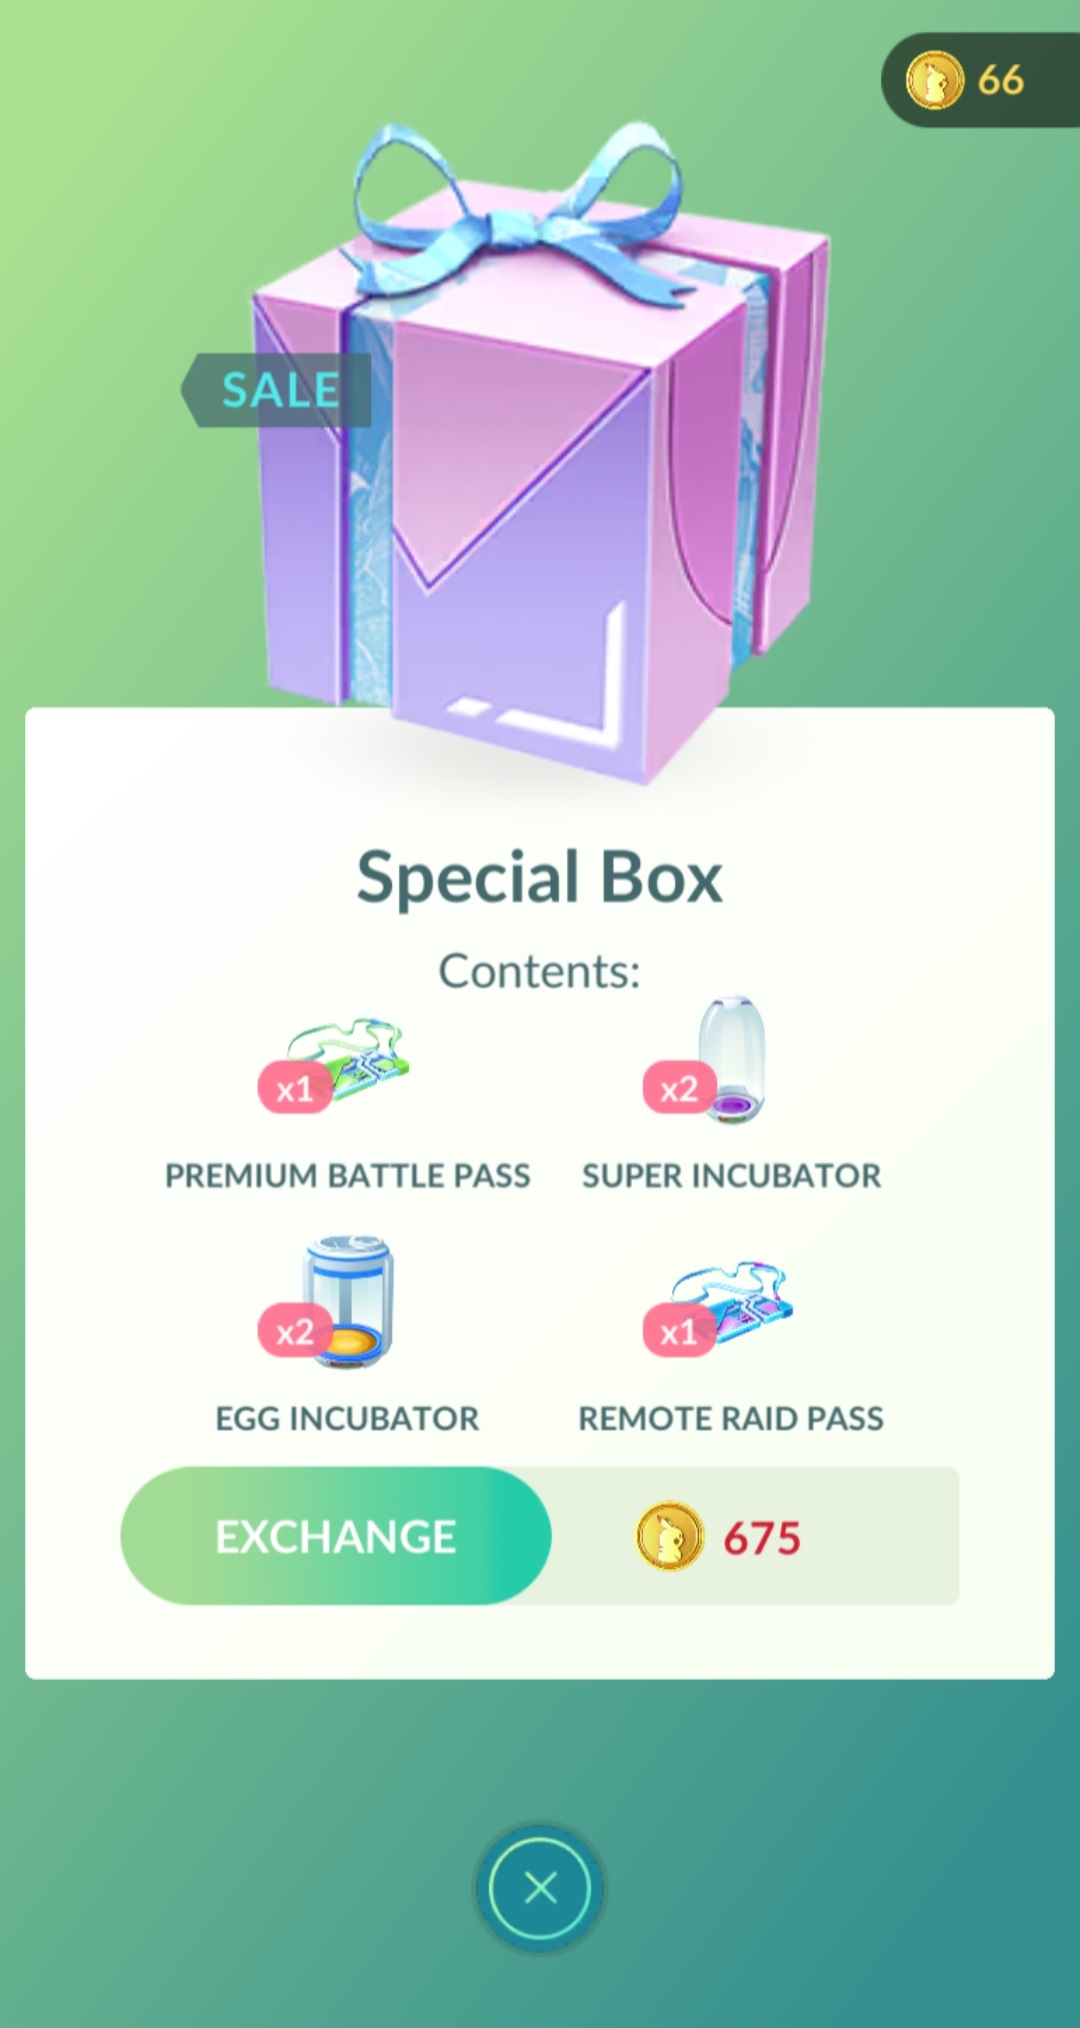 66
SALE
Special Box
Contents:
x1
PREMIUM BATTLE PASS
x2
SUPER INCUBATOR
x2
EGG INCUBATOR
x1
REMOTE RAID PASS
EXCHANGE
675